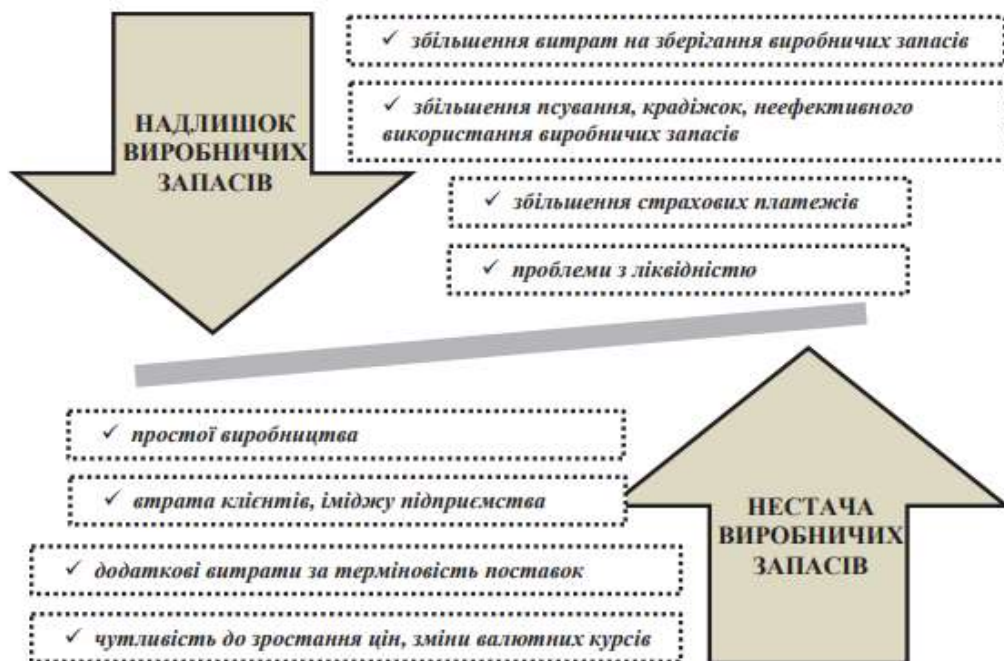 НАДЛИШОК
ВИРОБНИЧИХ
ЗАПАСІВ
✓ збільшення витрат на зберігання виробничих запасів
✓ збільшення псування, крадіжок, неефективного
використання виробничих запасів
✓ збільшення страхових платежів
✓ проблеми з ліквідністю
✓ простої виробництва
✓ втрата клієнтів, іміджу підприємства
✓ додаткові витрати за терміновість поставок
✓ чутливість до зростання цін, зміни валютних курсів
НЕСТАЧА
ВИРОБНИЧИХ
ЗАПАСІВ